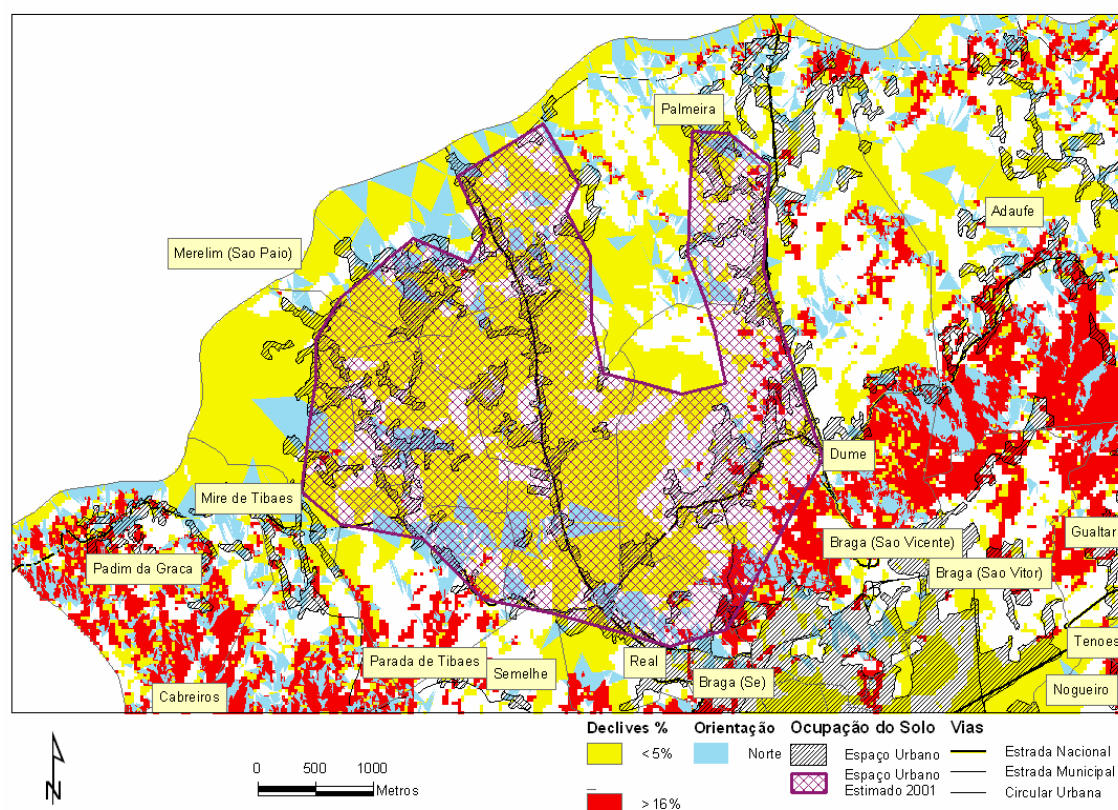 Palmeira
Adaufe
Merelim (Sao Paio)
Dume
Mire de Tibaes
Gualtar
Braga (Sao Vicente)
Padim da Graca
Braga (Sao Vitor)
Tenoes
Parada de Tibaes
Real
Semelhe
Braga (Se)
Nogueiro
Cabreiros
Declives %
<5%
>16%
Orientação
Norte
Ocupação do Solo
Espaço Urbano
Espaço Urbano
Estimado 2001
Vias
Estrada Nacional
Estrada Municipal
Circular Urbana
N
0 500 1000
Metros